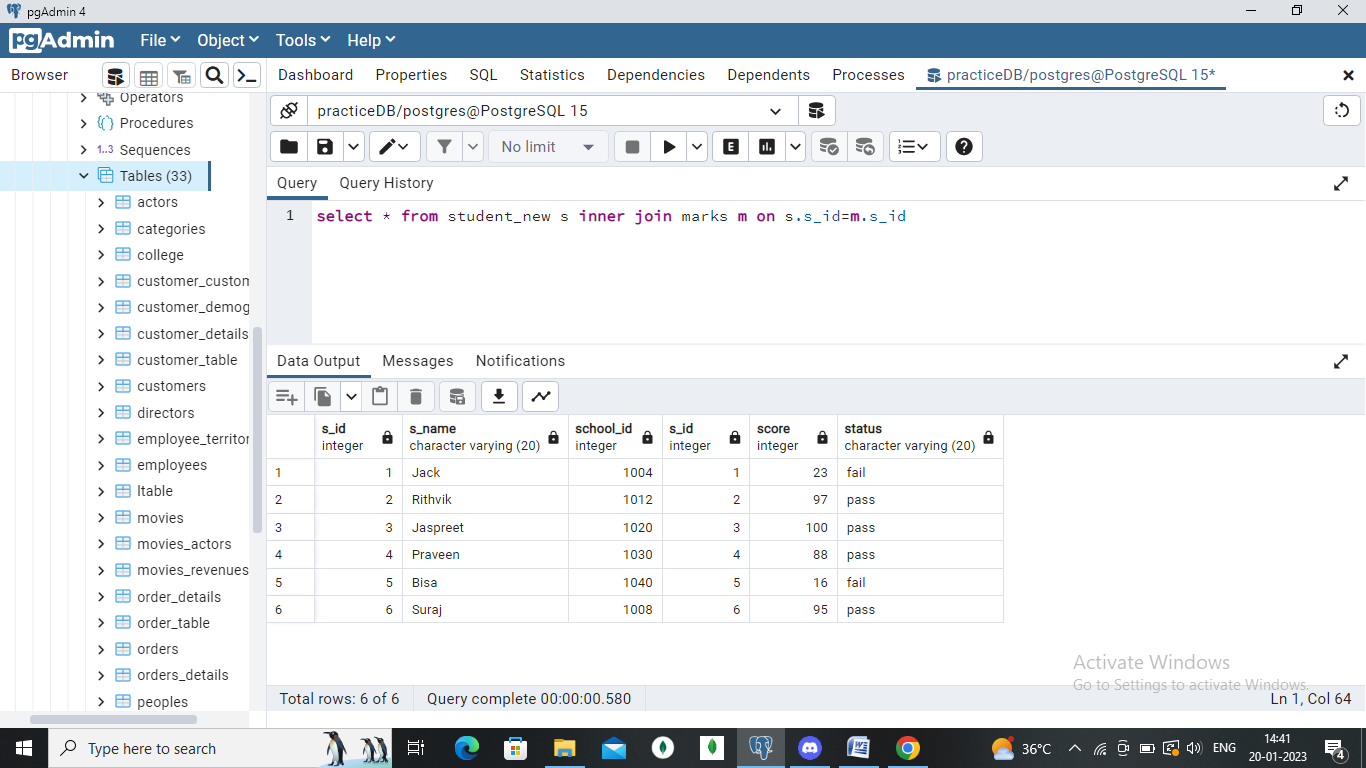 pgAdmin 4
pgAdmin File Object Tools Help
Browser
Dashboard Properties SQL Statistics Dependencies Dependents Processes practiceDB/postgres@PostgreSQL 15*
Operators
Procedures
1..3 Sequences
Tables (33)
actors
categories
college
customer_custom
customer_demog
customer_details
customer_table
customers
directors
employee_territor
employees
ltable
movies
movies_actors
movies_revenues
order_details
order_table
orders
orders_details
peoples
practiceDB/postgres@PostgreSQL 15
No limit
E
Query Query History
1 select * from student_new s inner join marks m on s.s_id=m.s_id
Data Output Messages Notifications
s_id s_name school_id s_id score status
integer character varying (20) integer integer integer character varying (20)
1 1 Jack 1004 1 23 fail
2 2 Rithvik 1012 2 97 pass
3 3 Jaspreet 1020 3 100 pass
4 4 Praveen 1030 4 88 pass
5 5 Bisa 1040 5 16 fail
6 6 Suraj 1008 6 95 pass
Activate Windows
Go to Settings to activate Windows.
Total rows: 6 of 6 Query complete 00:00:00.580 Ln 1, Col 64
Type here to search
36°C ENG
14:41
20-01-2023
4